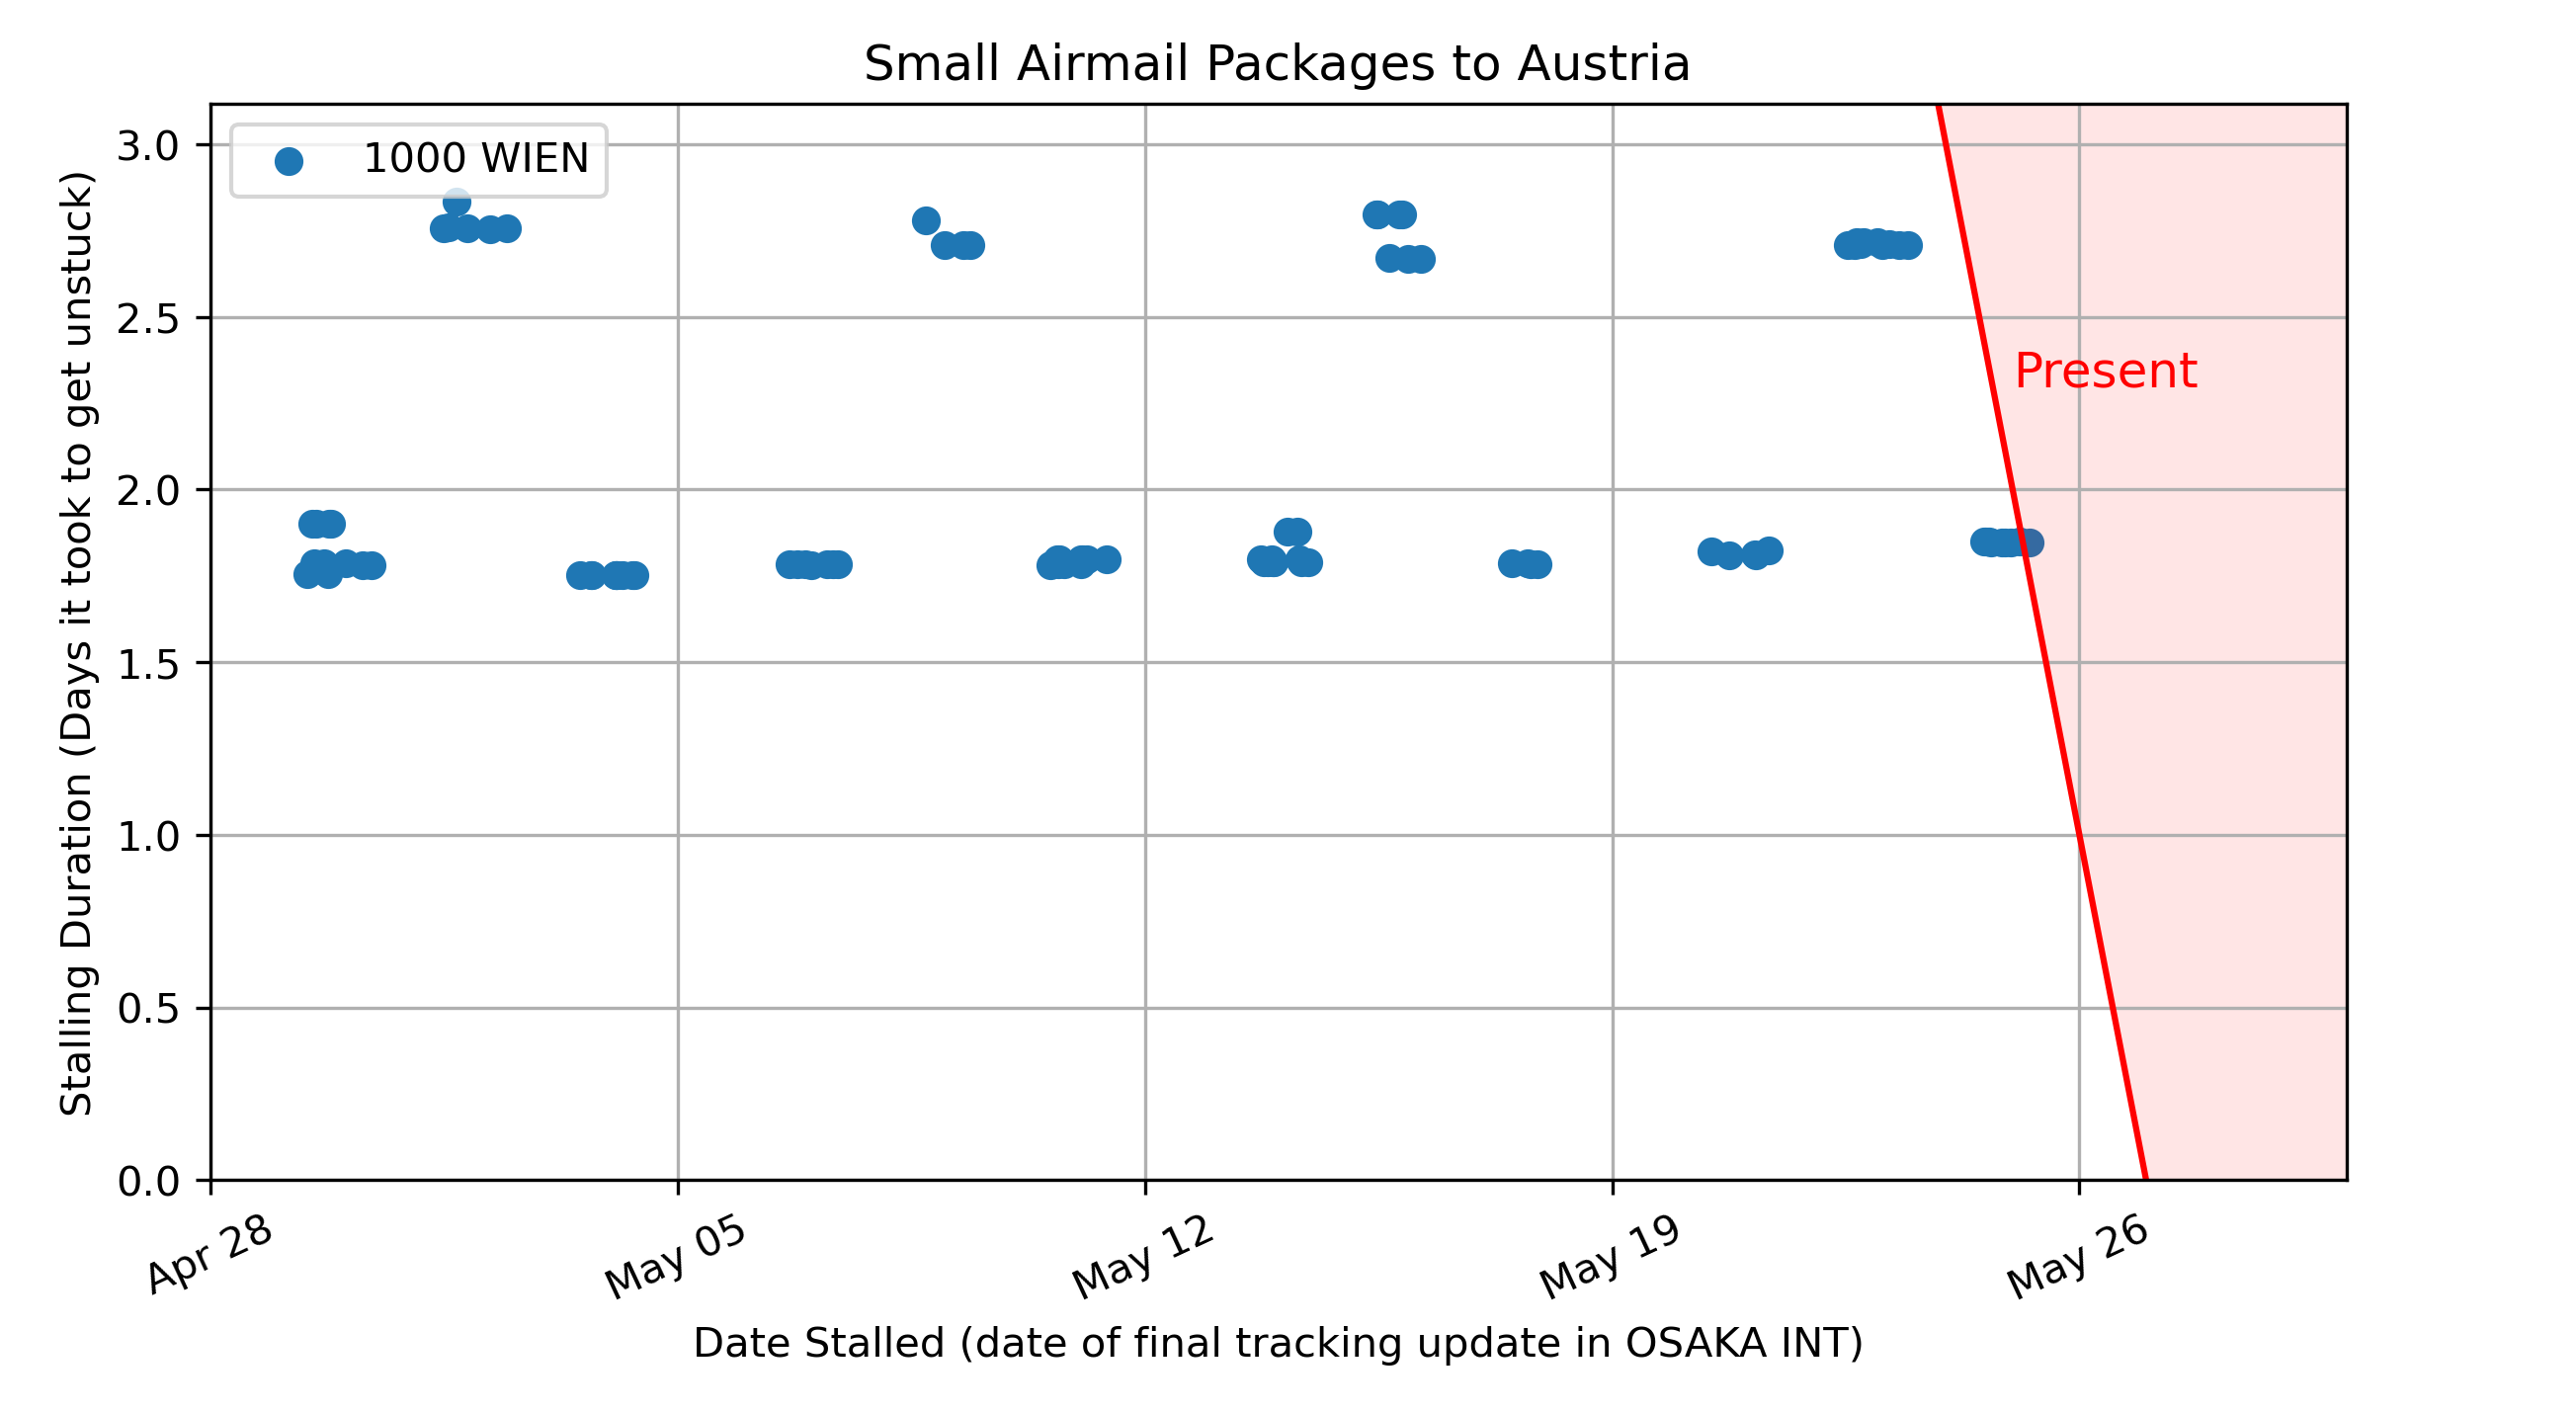 Small Airmail Packages to Austria
1000 WIEN
Present
Stalling Duration (Days it took to get unstuck)
3.0
2.5
2.0
1.5
1.0
0.5
0.0
Apr 28
May 05
May 12
May 19
May 26
Date Stalled (date of final tracking update in OSAKA INT)